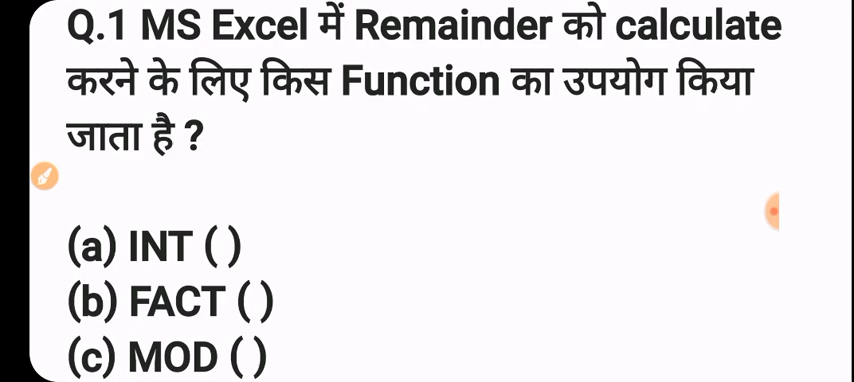 Q.1 MS Excel में Remainder को calculate
करने के लिए किस Function का उपयोग किया
जाता है ?
(a) INT ( )
(b) FACT ( )
(c) MOD ( )